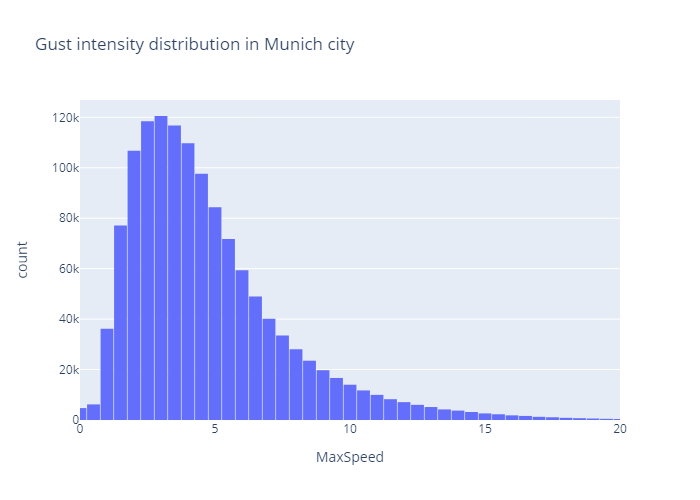 Gust intensity distribution in Munich city
120k
100k
80k
60k
40k
20k
0
0 5 10 15 20
count
MaxSpeed